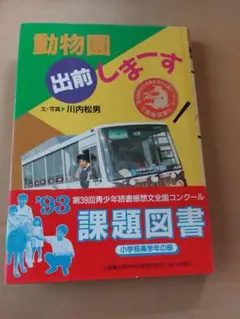 動物園
出前
しまーす
文・写真▶川内松男
'93
第39回青少年読書感想文全国コンクール
課題図書
小学校高学年の部